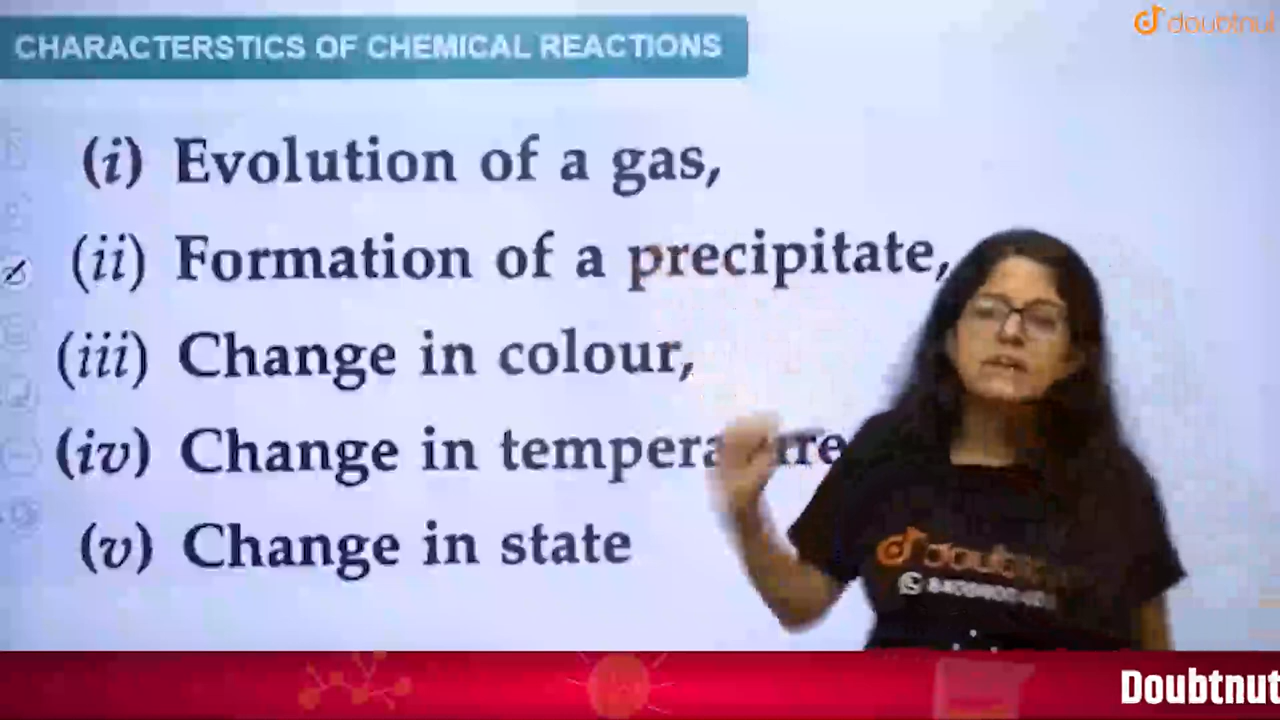 CHARACTERSTICS OF CHEMICAL REACTIONS
doubtnut
(i) Evolution of a gas,
(ii) Formation of a precipitate,
(iii) Change in colour,
(iv) Change in temperature
(v) Change in state
Doubtnut